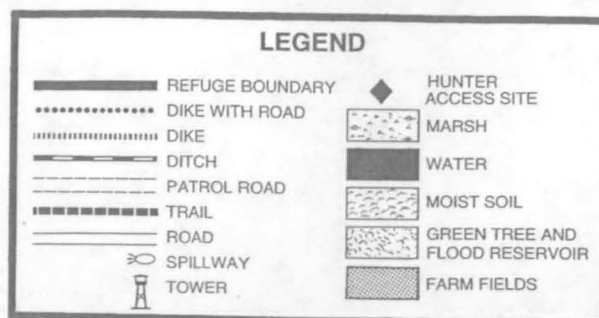 LEGEND
REFUGE BOUNDARY
DIKE WITH ROAD
DIKE
DITCH
PATROL ROAD
TRAIL
ROAD
SPILLWAY
TOWER
HUNTER
ACCESS SITE
MARSH
WATER
MOIST SOIL
GREEN TREE AND
FLOOD RESERVOIR
FARM FIELDS